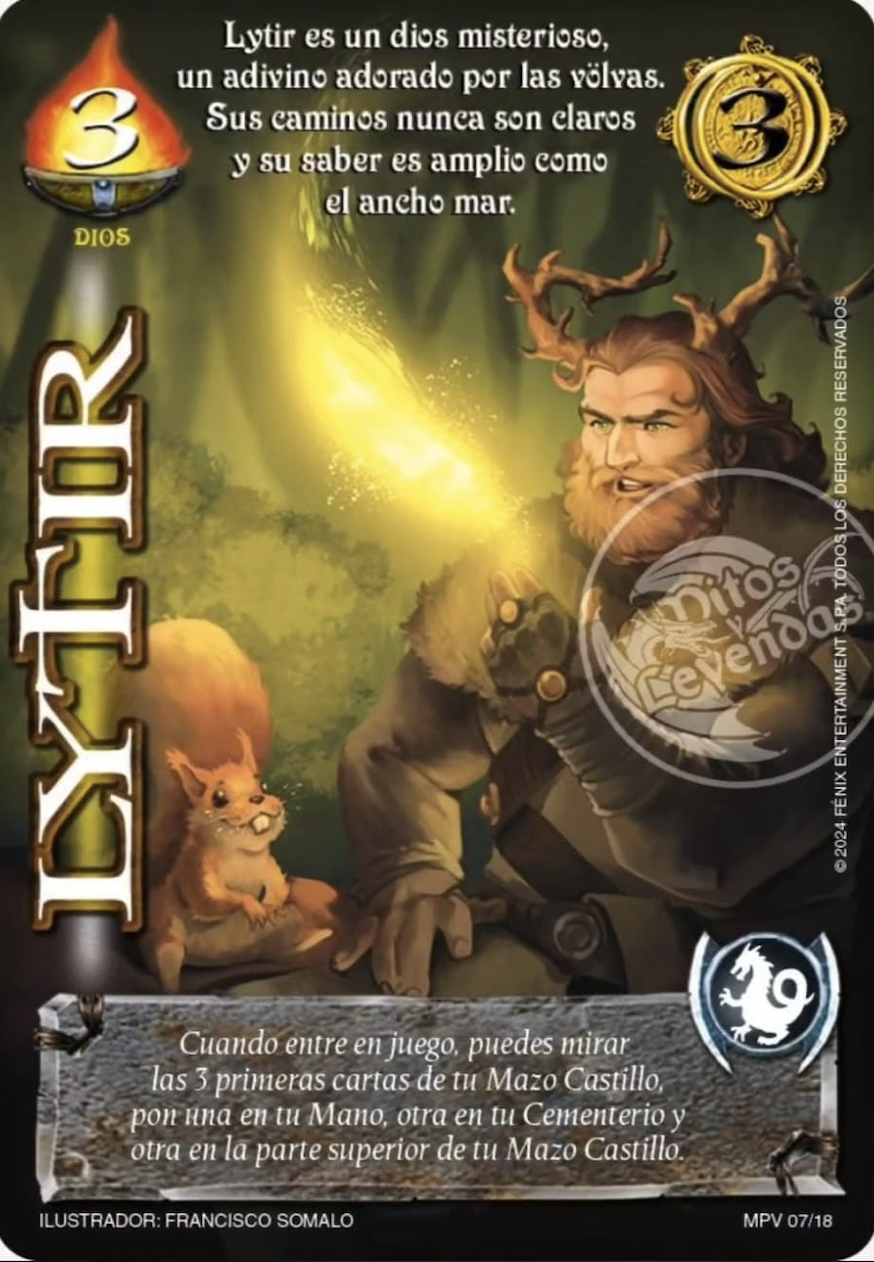 Lytir es un dios misterioso,
un adivino adorado por las völvas.
Sus caminos nunca son claros
y su saber es amplio como
el ancho mar.
3
3
DIOS
LYTIR
Mitos
y
Leyendas
© 2024 FÉNIX ENTERTAINMENT S.P.A. TODOS LOS DERECHOS RESERVADOS
Cuando entre en juego, puedes mirar
las 3 primeras cartas de tu Mazo Castillo,
pon una en tu Mano, otra en tu Cementerio y
otra en la parte superior de tu Mazo Castillo.
ILUSTRADOR: FRANCISCO SOMALO
MPV 07/18